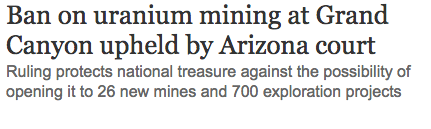 Ban on uranium mining at Grand
Canyon upheld by Arizona court
Ruling protects national treasure against the possibility of
opening it to 26 new mines and 700 exploration projects